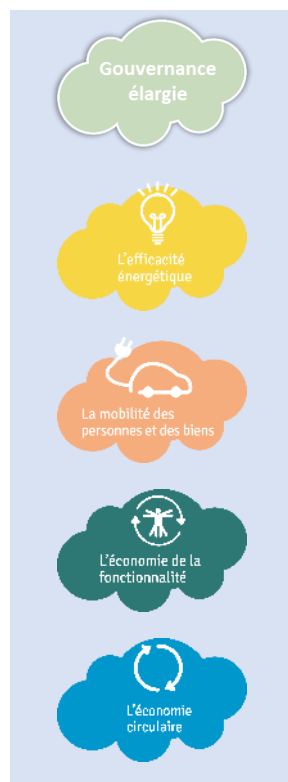 Gouvernance
élargie
L'efficacité
énergétique
La mobilité des
personnes et des biens
L'économie de la
fonctionnalité
L'économie
circulaire